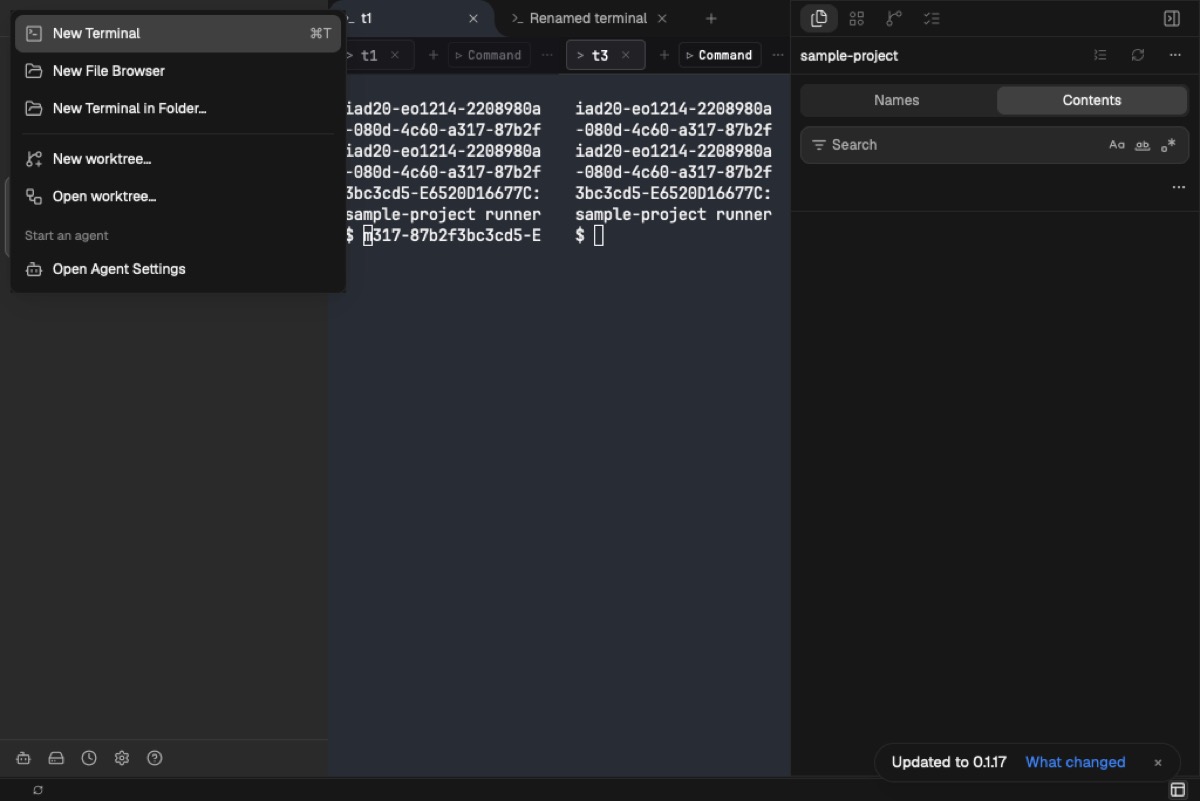 New Terminal ⌘T
New File Browser
New Terminal in Folder...
New worktree...
Open worktree...
Start an agent
Open Agent Settings
t1
>_ Renamed terminal
> t1
Command
> t3
Command
iad20-eo1214-2208980a
-080d-4c60-a317-87b2f
iad20-eo1214-2208980a
-080d-4c60-a317-87b2f
3bc3cd5-E6520D16677C:
sample-project runner
$ m317-87b2f3bc3cd5-E
iad20-eo1214-2208980a
-080d-4c60-a317-87b2f
iad20-eo1214-2208980a
-080d-4c60-a317-87b2f
3bc3cd5-E6520D16677C:
sample-project runner
$
sample-project
Names Contents
Search Aa ab .*
Updated to 0.1.17 What changed